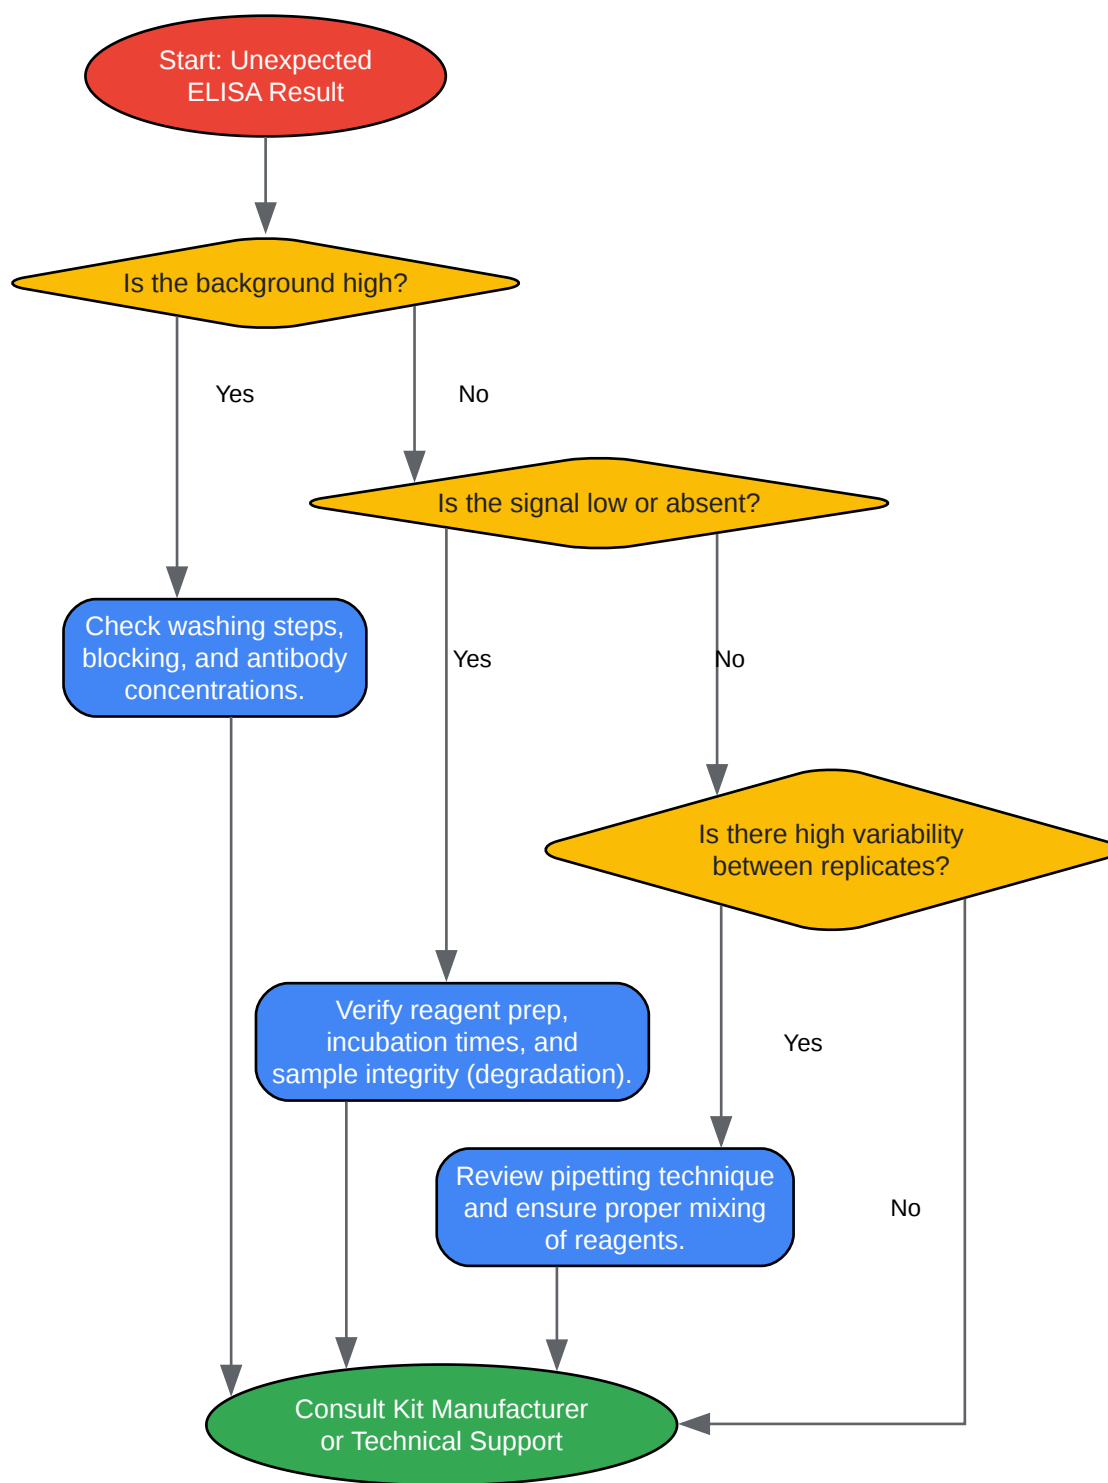 Start: Unexpected
ELISA Result
Is the background high?
Yes
No
Is the signal low or absent?
Check washing steps,
blocking, and antibody
concentrations.
Yes
No
Is there high variability
between replicates?
Verify reagent prep,
incubation times, and
sample integrity (degradation).
Yes
Review pipetting technique
and ensure proper mixing
of reagents.
No
Consult Kit Manufacturer
or Technical Support